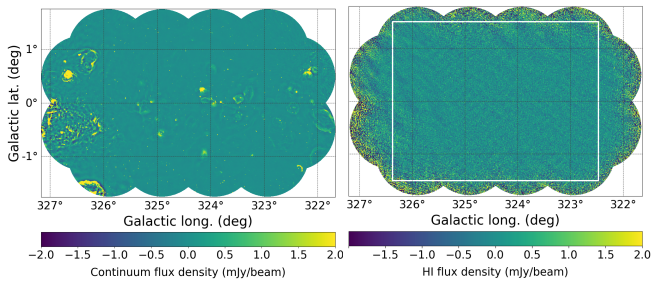 1°
0°
-1°
Galactic lat. (deg)
327° 326° 325° 324° 323° 322°
Galactic long. (deg)
−2.0 −1.5 −1.0 −0.5 0.0 0.5 1.0 1.5 2.0
Continuum flux density (mJy/beam)
327° 326° 325° 324° 323° 322°
Galactic long. (deg)
−1.5 −1.0 −0.5 0.0 0.5 1.0 1.5 2.0
HI flux density (mJy/beam)